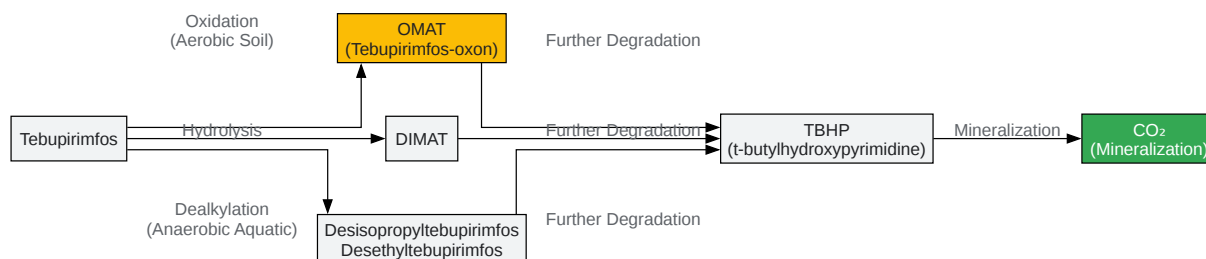 Oxidation
(Aerobic Soil)
OMAT
(Tebupirimfos-oxon)
Further Degradation
Tebupirimfos
Hydrolysis
DIMAT
Further Degradation
TBHP
(t-butylhydroxypyrimidine)
Mineralization
CO₂
(Mineralization)
Dealkylation
(Anaerobic Aquatic)
Desisopropyltebupirimfos
Desethyltebupirimfos
Further Degradation